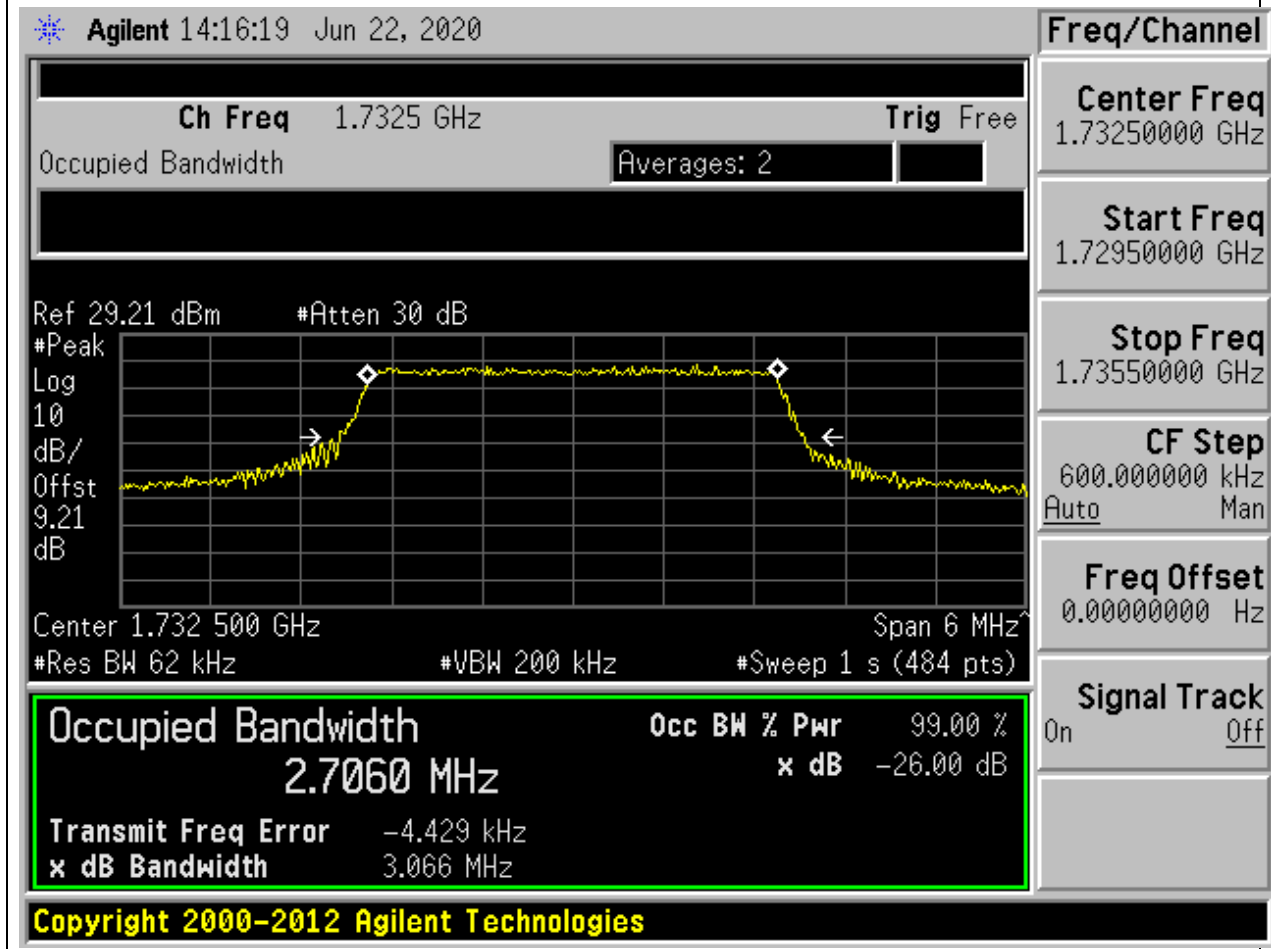 Agilent 14:16:19 Jun 22, 2020
Freq/Channel
Ch Freq 1.7325 GHz Trig Free
Occupied Bandwidth Averages: 2
Ref 29.21 dBm #Atten 30 dB
#Peak
Log
10
dB/
Offst
9.21
dB
Center 1.732 500 GHz Span 6 MHz^
#Res BW 62 kHz #VBW 200 kHz #Sweep 1 s (484 pts)
Occupied Bandwidth
2.7060 MHz
Occ BW % Pwr 99.00 %
x dB -26.00 dB
Transmit Freq Error -4.429 kHz
x dB Bandwidth 3.066 MHz
Center Freq
1.73250000 GHz
Start Freq
1.72950000 GHz
Stop Freq
1.73550000 GHz
CF Step
600.000000 kHz
Auto Man
Freq Offset
0.00000000 Hz
Signal Track
On Off
Copyright 2000-2012 Agilent Technologies